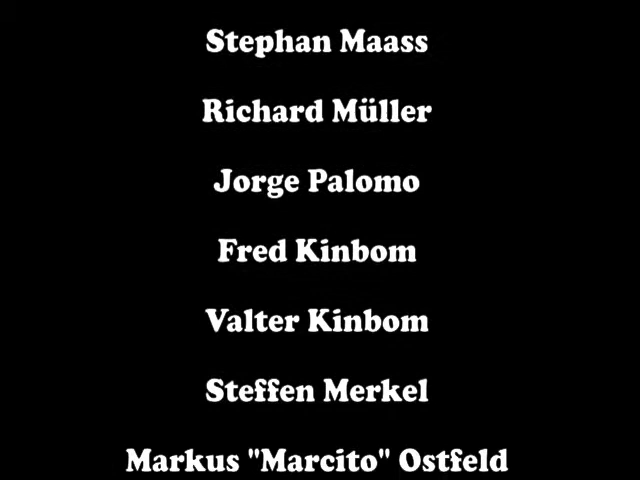 Stephan Maass
Richard Müller
Jorge Palomo
Fred Kinbom
Valter Kinbom
Steffen Merkel
Markus "Marcito" Ostfeld